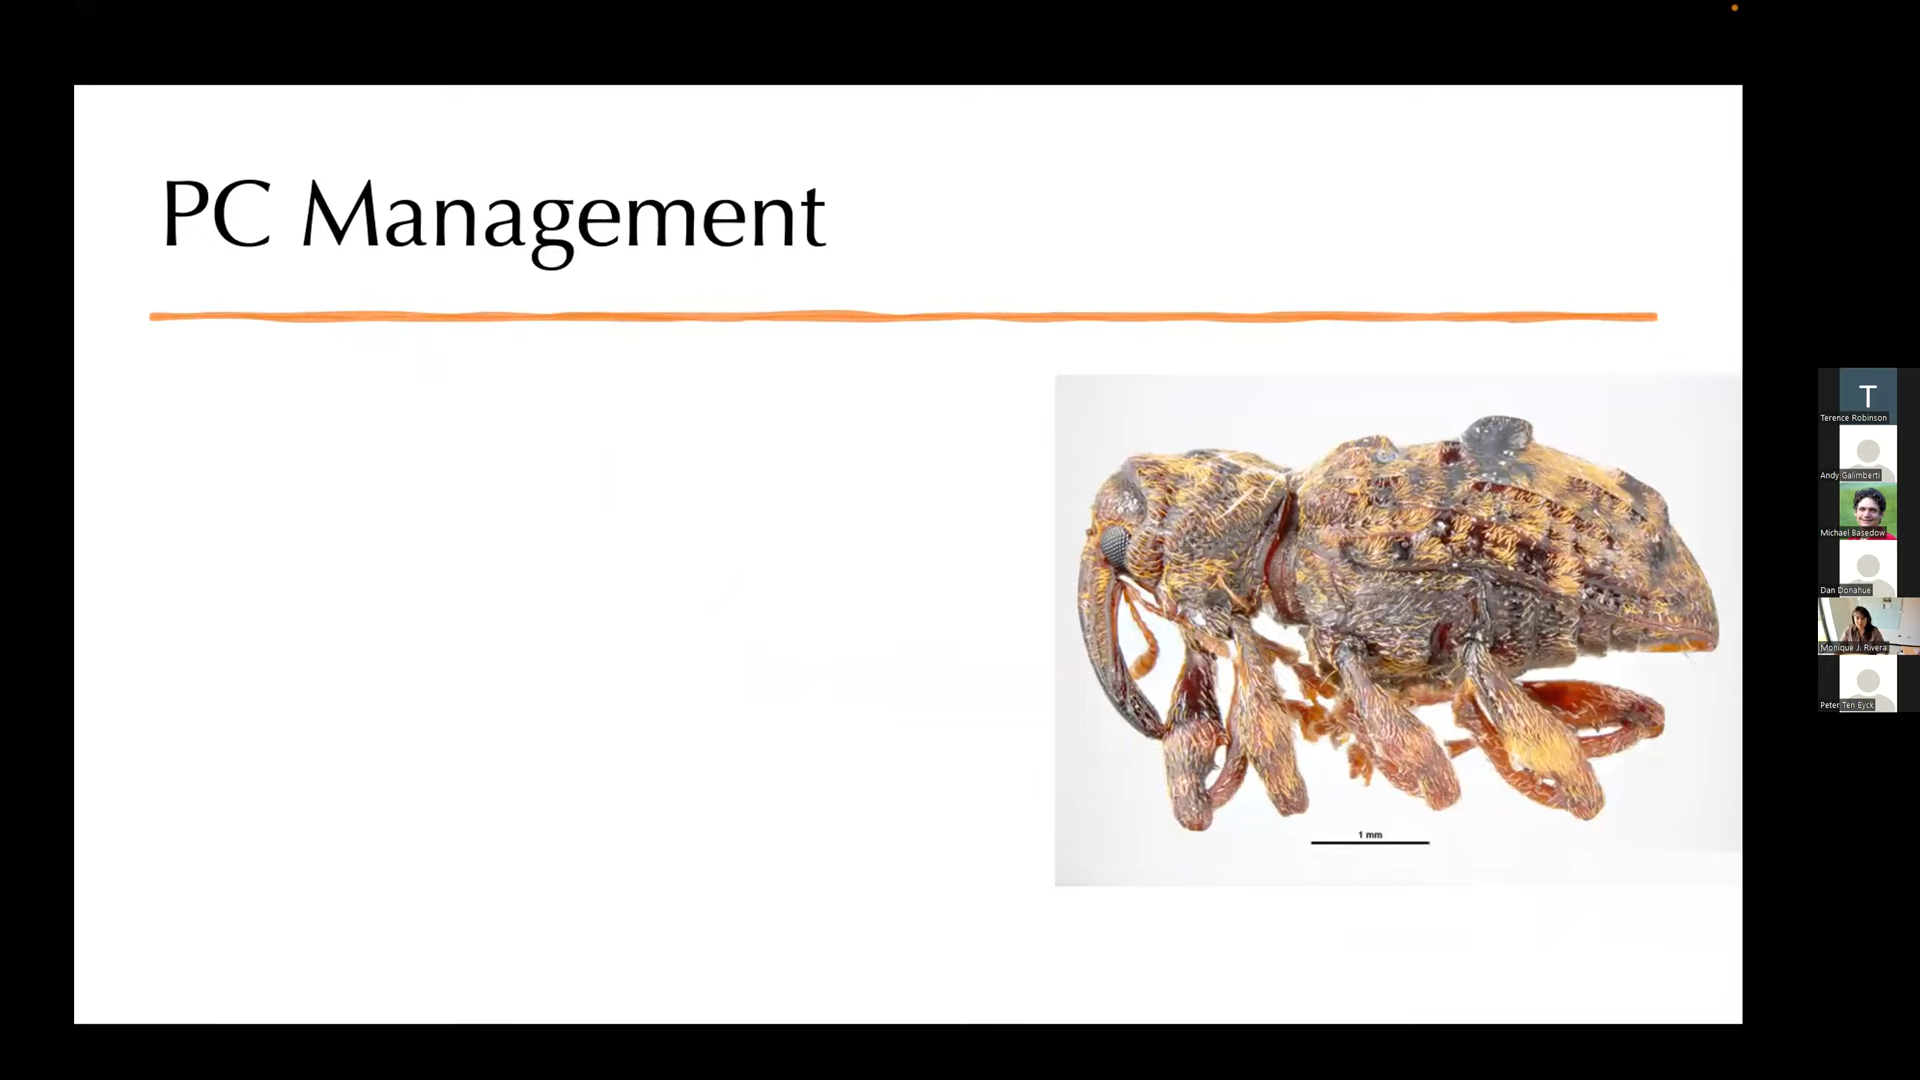 PC Management
1 mm
T
Terence Robinson
Andy Galimberti
Michael Basedow
Dan Donahue
Monique J. Rivera
Peter Ten Eyck